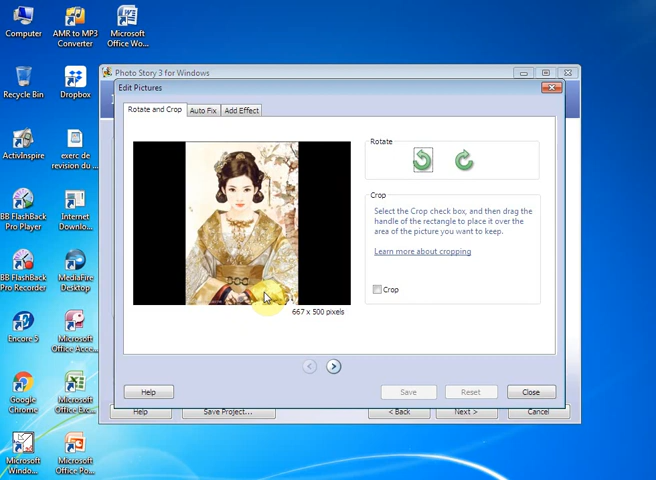 Computer
AMR to MP3
Converter
Microsoft
Office Wo...
Recycle Bin
Dropbox
ActivInspire
exerc de
revision du ...
BB FlashBack
Pro Player
Internet
Downlo...
BB FlashBack
Pro Recorder
MediaFire
Desktop
Encore 5
Microsoft
Office Acce...
Google
Chrome
Microsoft
Office Exc...
Microsoft
Windo...
Microsoft
Office Po...
Photo Story 3 for Windows
Edit Pictures
Rotate and Crop
Auto Fix
Add Effect
Rotate
Crop
Select the Crop check box, and then drag the
handle of the rectangle to place it over the
area of the picture you want to keep.
Learn more about cropping
Crop
667 x 500 pixels
Help
Save
Reset
Close
Help
Save Project...
< Back
Next >
Cancel